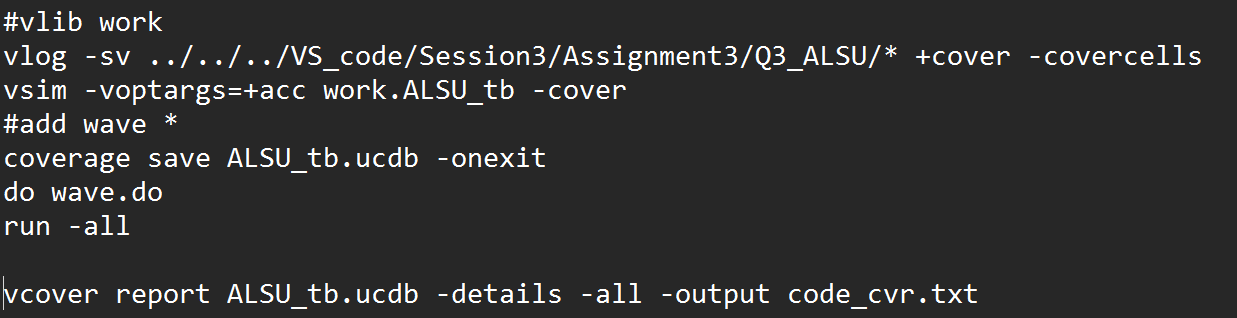 #vlib work
vlog -sv ../../../VS_code/Session3/Assignment3/Q3_ALSU/* +cover -covercells
vsim -voptargs=+acc work.ALSU_tb -cover
#add wave *
coverage save ALSU_tb.ucdb -onexit
do wave.do
run -all
vcover report ALSU_tb.ucdb -details -all -output code_cvr.txt